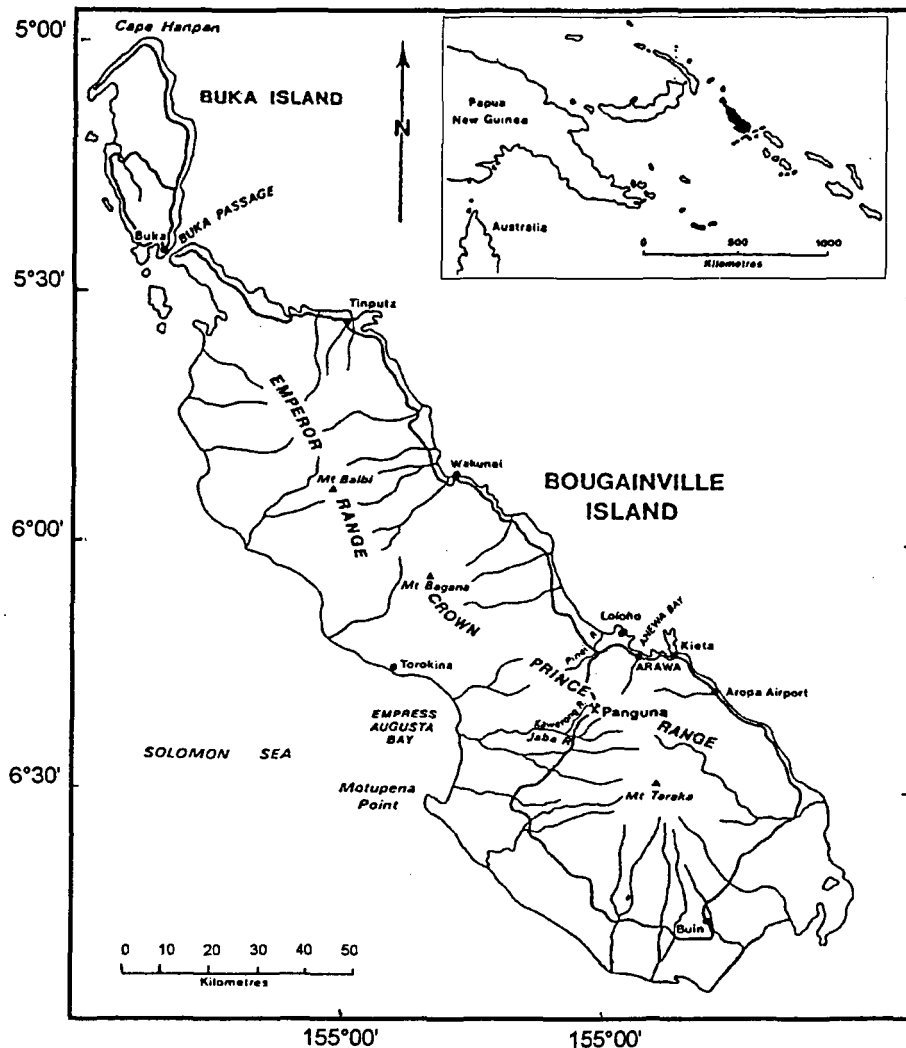 5°00'
Cape Hanpan
BUKA ISLAND
N
Papua
New Guinea
Australia
0 500 1000
Kilometres
Buka
BUKA PASSAGE
5°30'
Tinputz
EMPEROR
RANGE
Mt Balbi
Wakunai
BOUGAINVILLE
ISLAND
6°00'
Mt Bagana
CROWN
PRINCE
RANGE
Loloho
ANEWA BAY
Kieta
ARAWA
Aropa Airport
Torokina
Panguna
Kawerong R.
Jaba R.
EMPRESS
AUGUSTA
BAY
SOLOMON SEA
6°30'
Motupena
Point
Mt Taraka
Buin
0 10 20 30 40 50
Kilometres
155°00' 155°00'